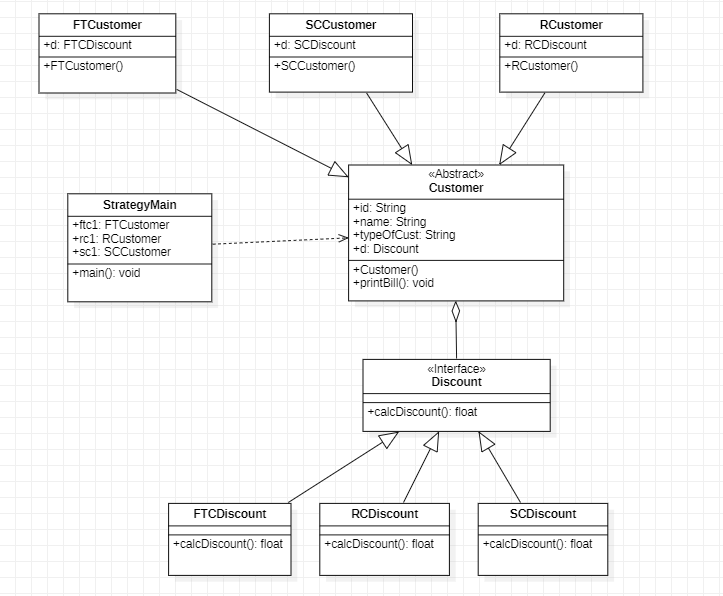 FTCustomer
+d: FTCDiscount
+FTCustomer()
SCCustomer
+d: SCDiscount
+SCCustomer()
RCustomer
+d: RCDiscount
+RCustomer()
«Abstract»
Customer
+id: String
+name: String
+typeOfCust: String
+d: Discount
+Customer()
+printBill(): void
StrategyMain
+ftc1: FTCustomer
+rc1: RCustomer
+sc1: SCCustomer
+main(): void
«Interface»
Discount
+calcDiscount(): float
FTCDiscount
+calcDiscount(): float
RCDiscount
+calcDiscount(): float
SCDiscount
+calcDiscount(): float